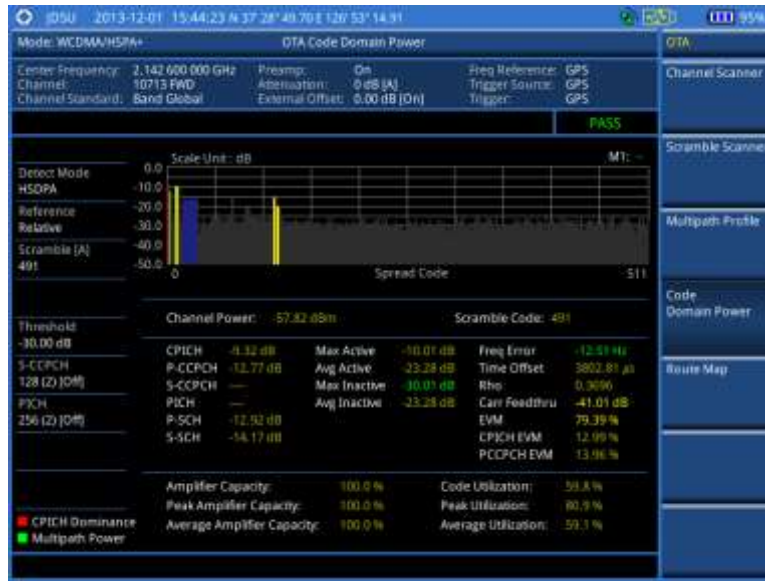 JDSU 2013-12-01 15:44:23 N 37 28' 49.70 E 126' 53" 14.91 95%
Mode: WCDMA/HSPA+ OTA Code Domain Power OTA
Center Frequency: 2,142 600 000 GHz Preamp: On Freq Reference: GPS
Channel: 10713 FWD Attenuation: 0 dB [A] Trigger Source: GPS
Channel Standard: Band Global External Offset: 0.00 dB [On] Trigger: GPS
Channel Scanner
PASS
Scramble Scanner
Scale Unit: dB M1: --
Detect Mode
HSDPA
Reference
Relative
Scramble [A]
491
0.0
-10.0
-20.0
-30.0
-40.0
-50.0
0 Spread Code 511
Multipath Profile
Code
Domain Power
Channel Power: -57.82 dBm Scramble Code: 491
Threshold
-30.00 dB
S-CCPCH
128 (2) [Off]
PICH
256 (2) [Off]
CPICH -9.32 dB Max Active -10.01 dB Freq Error -12.51 Hz
P-CCPCH -12.77 dB Avg Active -23.28 dB Time Offset 3802.81 µs
S-CCPCH --- Max Inactive -30.01 dB Rho 0.3696
PICH --- Avg Inactive -23.28 dB Carr Feedthru -41.01 dB
P-SCH -12.92 dB EVM 79.39 %
S-SCH -14.17 dB CPICH EVM 12.99 %
PCCPCH EVM 13.96 %
Route Map
Amplifier Capacity: 100.0 % Code Utilization: 59.8 %
Peak Amplifier Capacity: 100.0 % Peak Utilization: 80.9 %
Average Amplifier Capacity: 100.0 % Average Utilization: 59.1 %
CPICH Dominance
Multipath Power